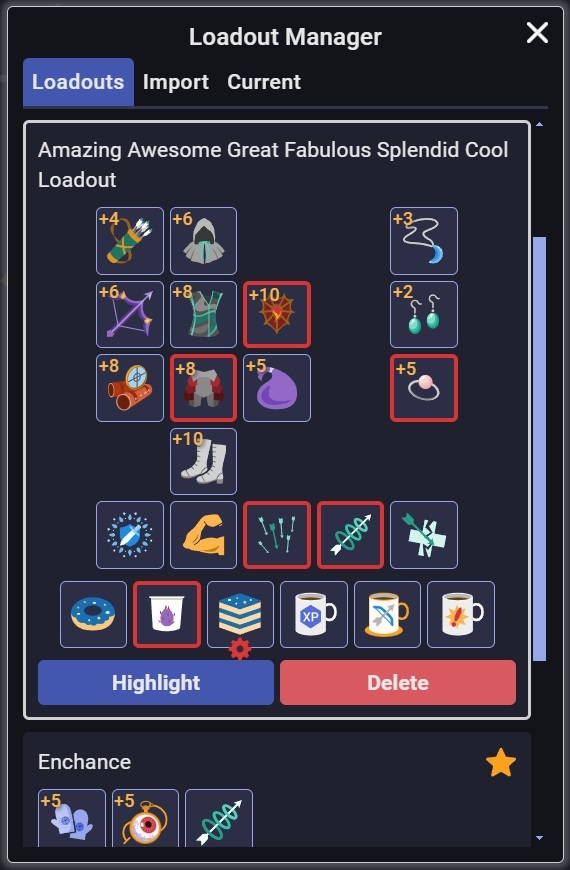 Loadout Manager
Loadouts Import Current
Amazing Awesome Great Fabulous Splendid Cool
Loadout
+4 +6 +3
+6 +8 +10 +2
+8 +8 +5 +5
+10
XP
Highlight Delete
Enchance
+5 +5